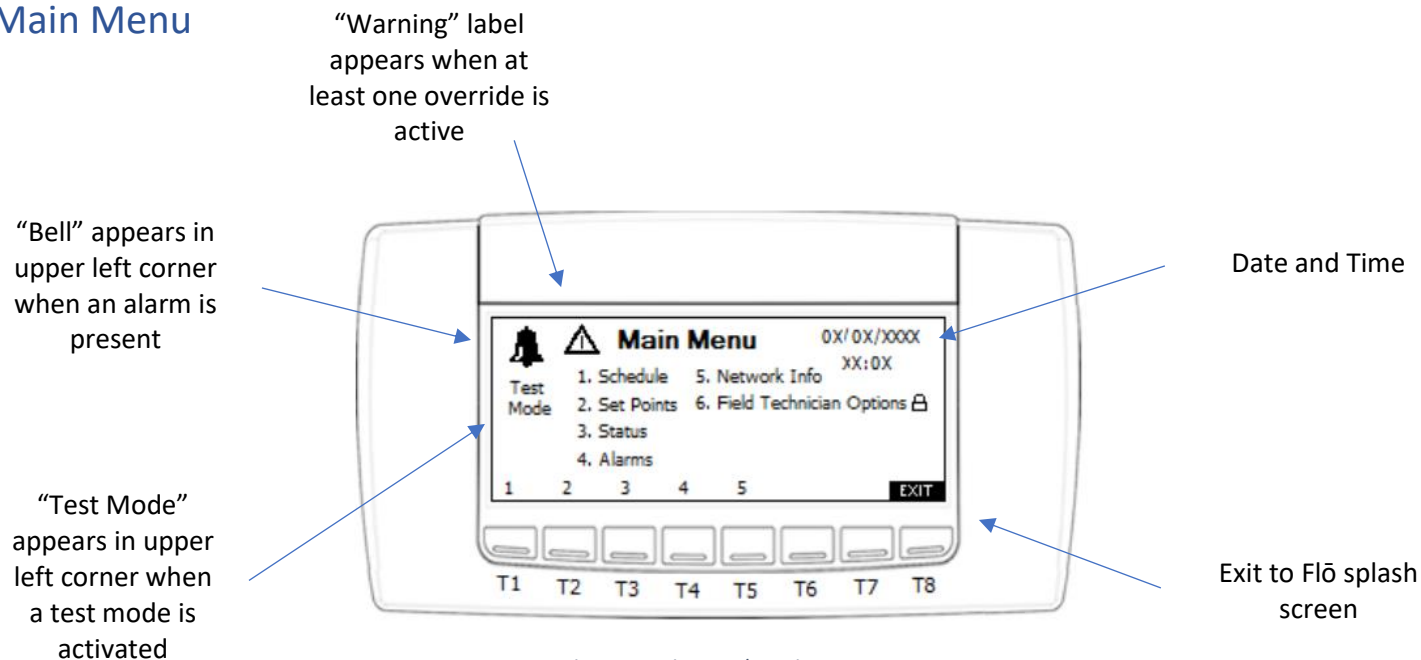 Main Menu
“Warning” label
appears when at
least one override is
active
“Bell” appears in
upper left corner
when an alarm is
present
Date and Time
Main Menu
0X/0X/XXXX
XX:0X
Test
Mode
1. Schedule
2. Set Points
3. Status
4. Alarms
5. Network Info
6. Field Technician Options
1 2 3 4 5 EXIT
T1 T2 T3 T4 T5 T6 T7 T8
“Test Mode”
appears in upper
left corner when
a test mode is
activated
Exit to Flō splash
screen